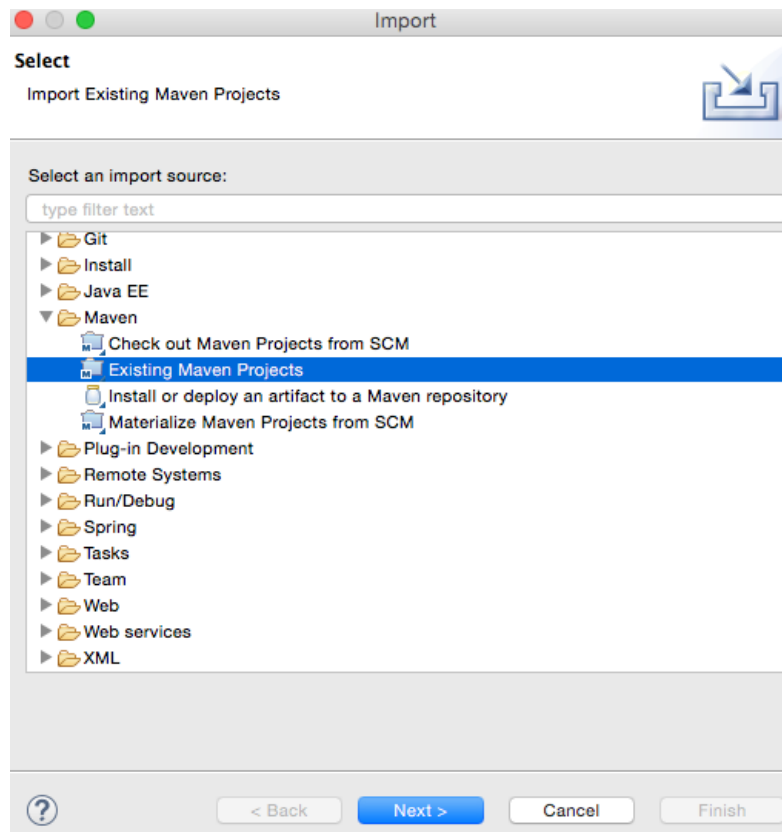 Import
Select
Import Existing Maven Projects
Select an import source:
type filter text
Git
Install
Java EE
Maven
Check out Maven Projects from SCM
Existing Maven Projects
Install or deploy an artifact to a Maven repository
Materialize Maven Projects from SCM
Plug-in Development
Remote Systems
Run/Debug
Spring
Tasks
Team
Web
Web services
XML
? < Back Next > Cancel Finish